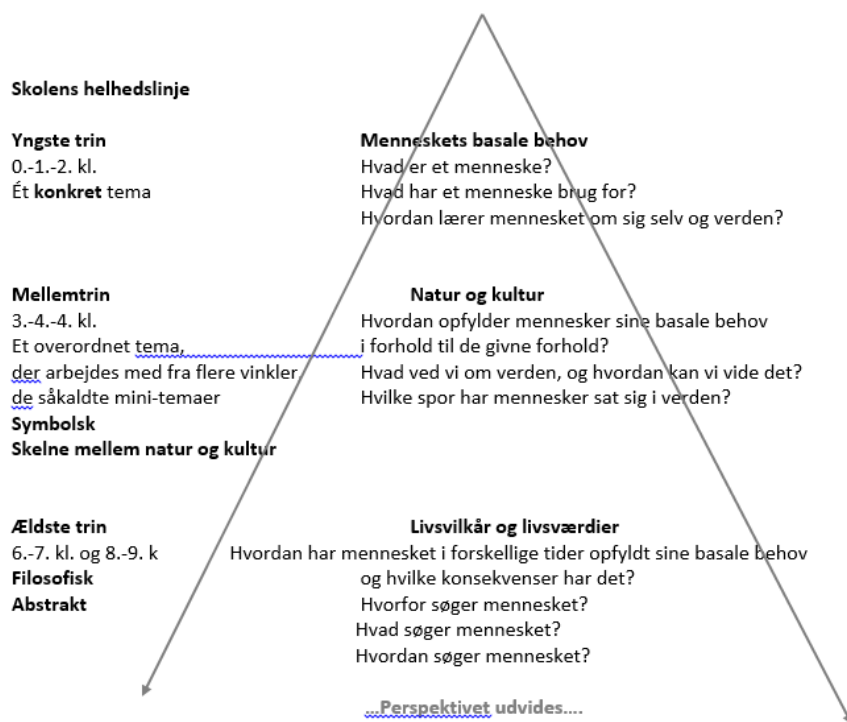 Skolens helhedslinje
Yngste trin Menneskets basale behov
0.-1.-2. kl. Hvad er et menneske?
Ét konkret tema Hvad har et menneske brug for?
Hvordan lærer mennesket om sig selv og verden?
Mellemtrin Natur og kultur
3.-4.-4. kl. Hvordan opfylder mennesker sine basale behov
Et overordnet tema, i forhold til de givne forhold?
der arbejdes med fra flere vinkler, Hvad ved vi om verden, og hvordan kan vi vide det?
de såkaldte mini-temaer Hvilke spor har mennesker sat sig i verden?
Symbolsk
Skelne mellem natur og kultur
Ældste trin Livsvilkår og livsværdier
6.-7. kl. og 8.-9. k Hvordan har mennesket i forskellige tider opfyldt sine basale behov
Filosofisk og hvilke konsekvenser har det?
Abstrakt Hvorfor søger mennesket?
Hvad søger mennesket?
Hvordan søger mennesket?
...Perspektivet udvides....